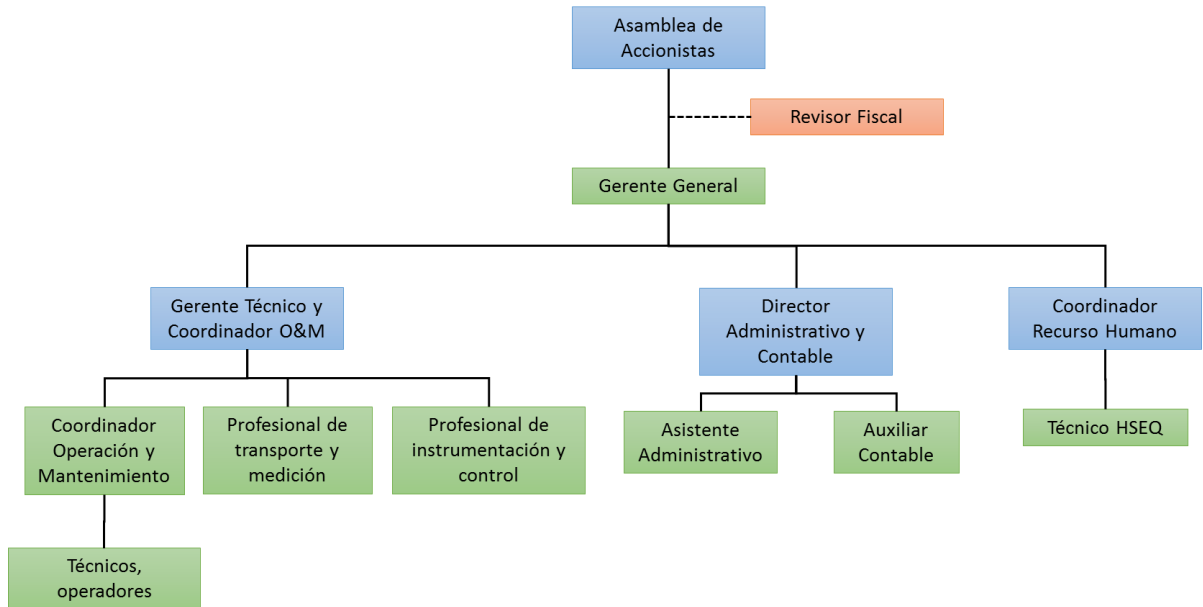 Asamblea de
Accionistas
Revisor Fiscal
Gerente General
Gerente Técnico y
Coordinador O&M
Director
Administrativo y
Contable
Coordinador
Recurso Humano
Coordinador
Operación y
Mantenimiento
Profesional de
transporte y
medición
Profesional de
instrumentación y
control
Asistente
Administrativo
Auxiliar
Contable
Técnico HSEQ
Técnicos,
operadores